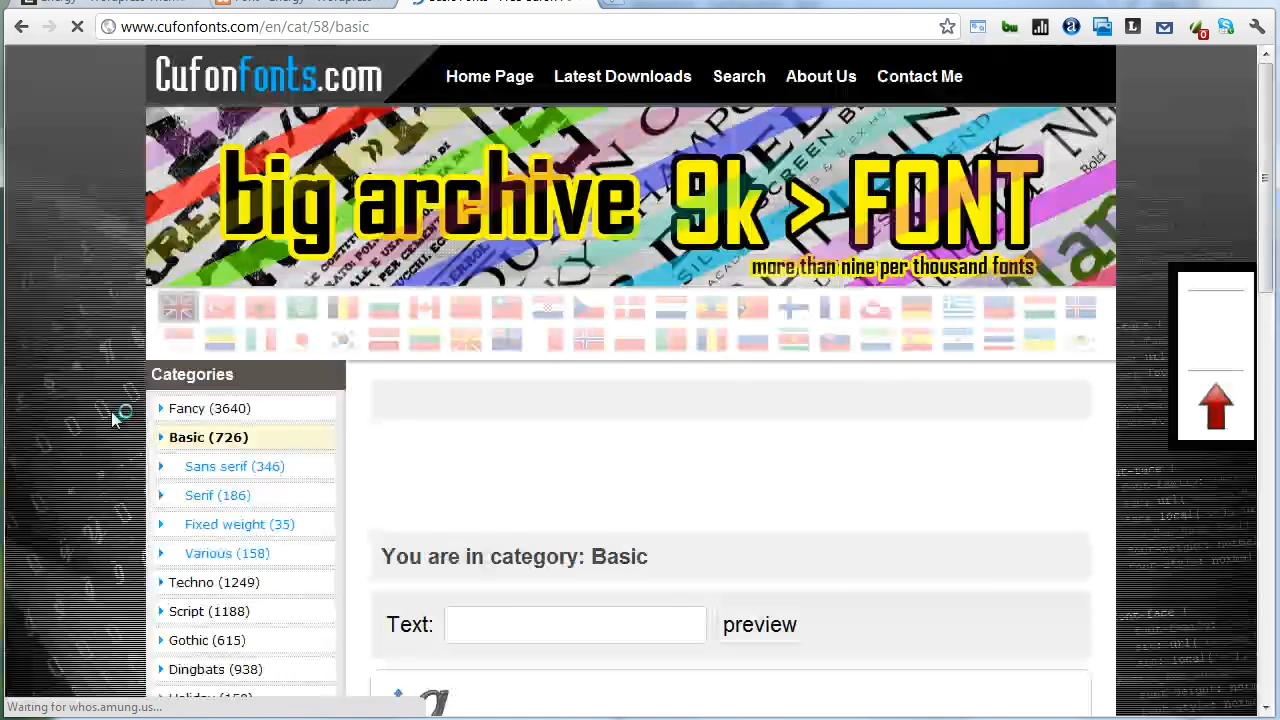 www.cufonfonts.com/en/cat/58/basic
Cufonfonts.com
Home Page
Latest Downloads
Search
About Us
Contact Me
big archive 9k > FONT
more than nine per thousand fonts
Categories
Fancy (3640)
Basic (726)
Sans serif (346)
Serif (186)
Fixed weight (35)
Various (158)
Techno (1249)
Script (1188)
Gothic (615)
Dingbats (938)
You are in category: Basic
Text:
preview
Waiting for whos.amung.us...